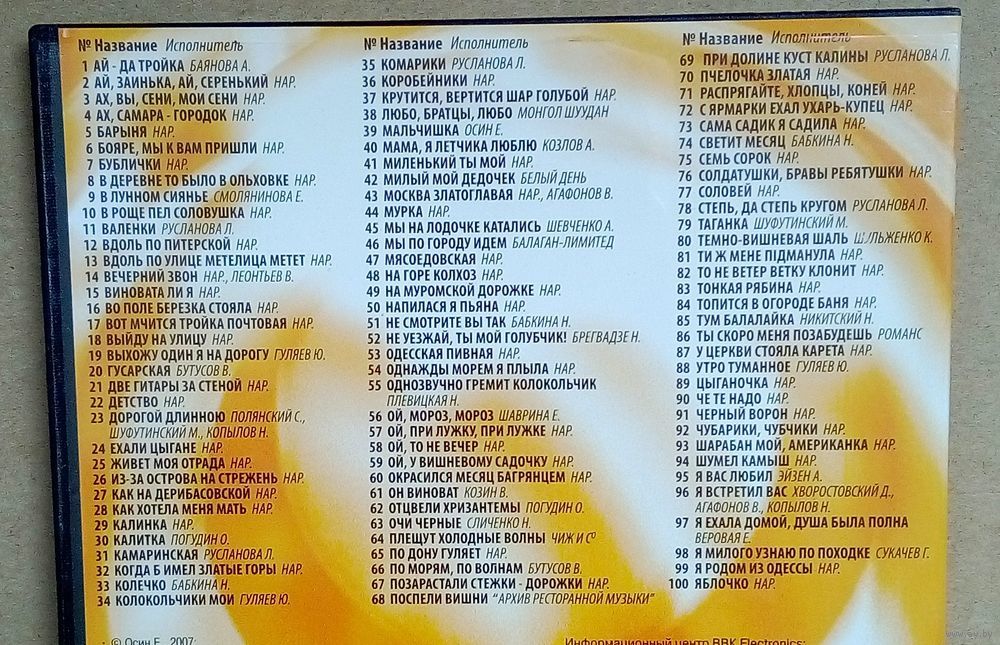 № Название Исполнитель
1 АЙ - ДА ТРОЙКА БАЯНОВА А.
2 АЙ, ЗАИНЬКА, АЙ, СЕРЕНЬКИЙ НАР.
3 АХ, ВЫ, СЕНИ, МОИ СЕНИ НАР.
4 АХ, САМАРА - ГОРОДОК НАР.
5 БАРЫНЯ НАР.
6 БОЯРЕ, МЫ К ВАМ ПРИШЛИ НАР.
7 БУБЛИЧКИ НАР.
8 В ДЕРЕВНЕ ТО БЫЛО В ОЛЬХОВКЕ НАР.
9 В ЛУННОМ СИЯНЬЕ СМОЛЯНИНОВА Е.
10 В РОЩЕ ПЕЛ СОЛОВУШКА НАР.
11 ВАЛЕНКИ РУСЛАНОВА Л.
12 ВДОЛЬ ПО ПИТЕРСКОЙ НАР.
13 ВДОЛЬ ПО УЛИЦЕ МЕТЕЛИЦА МЕТЕТ НАР.
14 ВЕЧЕРНИЙ ЗВОН НАР., ЛЕОНТЬЕВ В.
15 ВИНОВАТА ЛИ Я НАР.
16 ВО ПОЛЕ БЕРЕЗКА СТОЯЛА НАР.
17 ВОТ МЧИТСЯ ТРОЙКА ПОЧТОВАЯ НАР.
18 ВЫЙДУ НА УЛИЦУ НАР.
19 ВЫХОЖУ ОДИН Я НА ДОРОГУ ГУЛЯЕВ Ю.
20 ГУСАРСКАЯ БУТУСОВ В.
21 ДВЕ ГИТАРЫ ЗА СТЕНОЙ НАР.
22 ДЕТСТВО НАР.
23 ДОРОГОЙ ДЛИННОЮ ПОЛЯНСКИЙ С.,
ШУФУТИНСКИЙ М., КОПЫЛОВ Н.
24 ЕХАЛИ ЦЫГАНЕ НАР.
25 ЖИВЕТ МОЯ ОТРАДА НАР.
26 ИЗ-ЗА ОСТРОВА НА СТРЕЖЕНЬ НАР.
27 КАК НА ДЕРИБАСОВСКОЙ НАР.
28 КАК ХОТЕЛА МЕНЯ МАТЬ НАР.
29 КАЛИНКА НАР.
30 КАЛИТКА ПОГУДИН О.
31 КАМАРИНСКАЯ РУСЛАНОВА Л.
32 КОГДА Б ИМЕЛ ЗЛАТЫЕ ГОРЫ НАР.
33 КОЛЕЧКО БАБКИНА Н.
34 КОЛОКОЛЬЧИКИ МОИ ГУЛЯЕВ Ю.
№ Название Исполнитель
35 КОМАРИКИ РУСЛАНОВА Л.
36 КОРОБЕЙНИКИ НАР.
37 КРУТИТСЯ, ВЕРТИТСЯ ШАР ГОЛУБОЙ НАР.
38 ЛЮБО, БРАТЦЫ, ЛЮБО МОНГОЛ ШУУДАН
39 МАЛЬЧИШКА ОСИН Е.
40 МАМА, Я ЛЕТЧИКА ЛЮБЛЮ КОЗЛОВ А.
41 МИЛЕНЬКИЙ ТЫ МОЙ НАР.
42 МИЛЫЙ МОЙ ДЕДОЧЕК БЕЛЫЙ ДЕНЬ
43 МОСКВА ЗЛАТОГЛАВАЯ НАР., АГАФОНОВ В.
44 МУРКА НАР.
45 МЫ НА ЛОДОЧКЕ КАТАЛИСЬ ШЕВЧЕНКО А.
46 МЫ ПО ГОРОДУ ИДЕМ БАЛАГАН-ЛИМИТЕД
47 МЯСОЕДОВСКАЯ НАР.
48 НА ГОРЕ КОЛХОЗ НАР.
49 НА МУРОМСКОЙ ДОРОЖКЕ НАР.
50 НАПИЛАСЯ Я ПЬЯНА НАР.
51 НЕ СМОТРИТЕ ВЫ ТАК БАБКИНА Н.
52 НЕ УЕЗЖАЙ, ТЫ МОЙ ГОЛУБЧИК! БРЕГВАДЗЕ Н.
53 ОДЕССКАЯ ПИВНАЯ НАР.
54 ОДНАЖДЫ МОРЕМ Я ПЛЫЛА НАР.
55 ОДНОЗВУЧНО ГРЕМИТ КОЛОКОЛЬЧИК
ПЛЕВИЦКАЯ Н.
56 ОЙ, МОРОЗ, МОРОЗ ШАВРИНА Е.
57 ОЙ, ПРИ ЛУЖКУ, ПРИ ЛУЖКЕ НАР.
58 ОЙ, ТО НЕ ВЕЧЕР НАР.
59 ОЙ, У ВИШНЕВОМУ САДОЧКУ НАР.
60 ОКРАСИЛСЯ МЕСЯЦ БАГРЯНЦЕМ НАР.
61 ОН ВИНОВАТ КОЗИН В.
62 ОТЦВЕЛИ ХРИЗАНТЕМЫ ПОГУДИН О.
63 ОЧИ ЧЕРНЫЕ СЛИЧЕНКО Н.
64 ПЛЕЩУТ ХОЛОДНЫЕ ВОЛНЫ ЧИЖ И Cº
65 ПО ДОНУ ГУЛЯЕТ НАР.
66 ПО МОРЯМ, ПО ВОЛНАМ БУТУСОВ В.
67 ПОЗАРАСТАЛИ СТЕЖКИ - ДОРОЖКИ НАР.
68 ПОСПЕЛИ ВИШНИ "АРХИВ РЕСТОРАННОЙ МУЗЫКИ"
№ Название Исполнитель
69 ПРИ ДОЛИНЕ КУСТ КАЛИНЫ РУСЛАНОВА Л.
70 ПЧЕЛОЧКА ЗЛАТАЯ НАР.
71 РАСПРЯГАЙТЕ, ХЛОПЦЫ, КОНЕЙ НАР.
72 С ЯРМАРКИ ЕХАЛ УХАРЬ-КУПЕЦ НАР.
73 САМА САДИК Я САДИЛА НАР.
74 СВЕТИТ МЕСЯЦ БАБКИНА Н.
75 СЕМЬ СОРОК НАР.
76 СОЛДАТУШКИ, БРАВЫ РЕБЯТУШКИ НАР.
77 СОЛОВЕЙ НАР.
78 СТЕПЬ, ДА СТЕПЬ КРУГОМ РУСЛАНОВА Л.
79 ТАГАНКА ШУФУТИНСКИЙ М.
80 ТЕМНО-ВИШНЕВАЯ ШАЛЬ ШУЛЬЖЕНКО К.
81 ТИ Ж МЕНЕ ПІДМАНУЛА НАР.
82 ТО НЕ ВЕТЕР ВЕТКУ КЛОНИТ НАР.
83 ТОНКАЯ РЯБИНА НАР.
84 ТОПИТСЯ В ОГОРОДЕ БАНЯ НАР.
85 ТУМ БАЛАЛАЙКА НИКИТСКИЙ Н.
86 ТЫ СКОРО МЕНЯ ПОЗАБУДЕШЬ РОМАНС
87 У ЦЕРКВИ СТОЯЛА КАРЕТА НАР.
88 УТРО ТУМАННОЕ ГУЛЯЕВ Ю.
89 ЦЫГАНОЧКА НАР.
90 ЧЕ ТЕ НАДО НАР.
91 ЧЕРНЫЙ ВОРОН НАР.
92 ЧУБАРИКИ, ЧУБЧИКИ НАР.
93 ШАРАБАН МОЙ, АМЕРИКАНКА НАР.
94 ШУМЕЛ КАМЫШ НАР.
95 Я ВАС ЛЮБИЛ ЭЙЗЕН А.
96 Я ВСТРЕТИЛ ВАС ХВОРОСТОВСКИЙ Д.,
АГАФОНОВ В., КОПЫЛОВ Н.
97 Я ЕХАЛА ДОМОЙ, ДУША БЫЛА ПОЛНА
ВЕРОВАЯ Е.
98 Я МИЛОГО УЗНАЮ ПО ПОХОДКЕ СУКАЧЕВ Г.
99 Я РОДОМ ИЗ ОДЕССЫ НАР.
100 ЯБЛОЧКО НАР.
© Осин Е., 2007;
Информационный центр BBK Electronics:
www.ay.by